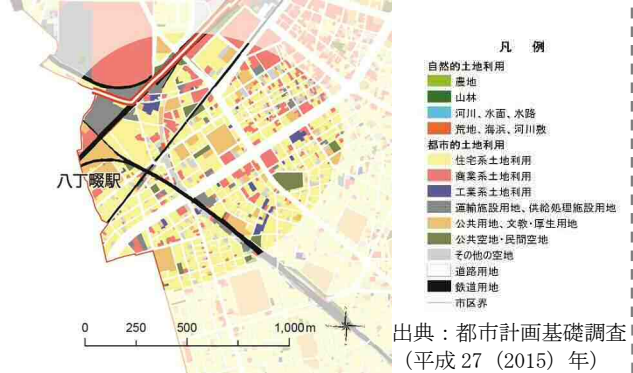 八丁畷駅
0 250 500 1,000m
凡 例
自然的土地利用
農地
山林
河川、水面、水路
荒地、海浜、河川敷
都市的土地利用
住宅系土地利用
商業系土地利用
工業系土地利用
運輸施設用地、供給処理施設用地
公共用地、文教・厚生用地
公共空地・民間空地
その他の空地
道路用地
鉄道用地
市区界
出典：都市計画基礎調査
（平成 27（2015）年）